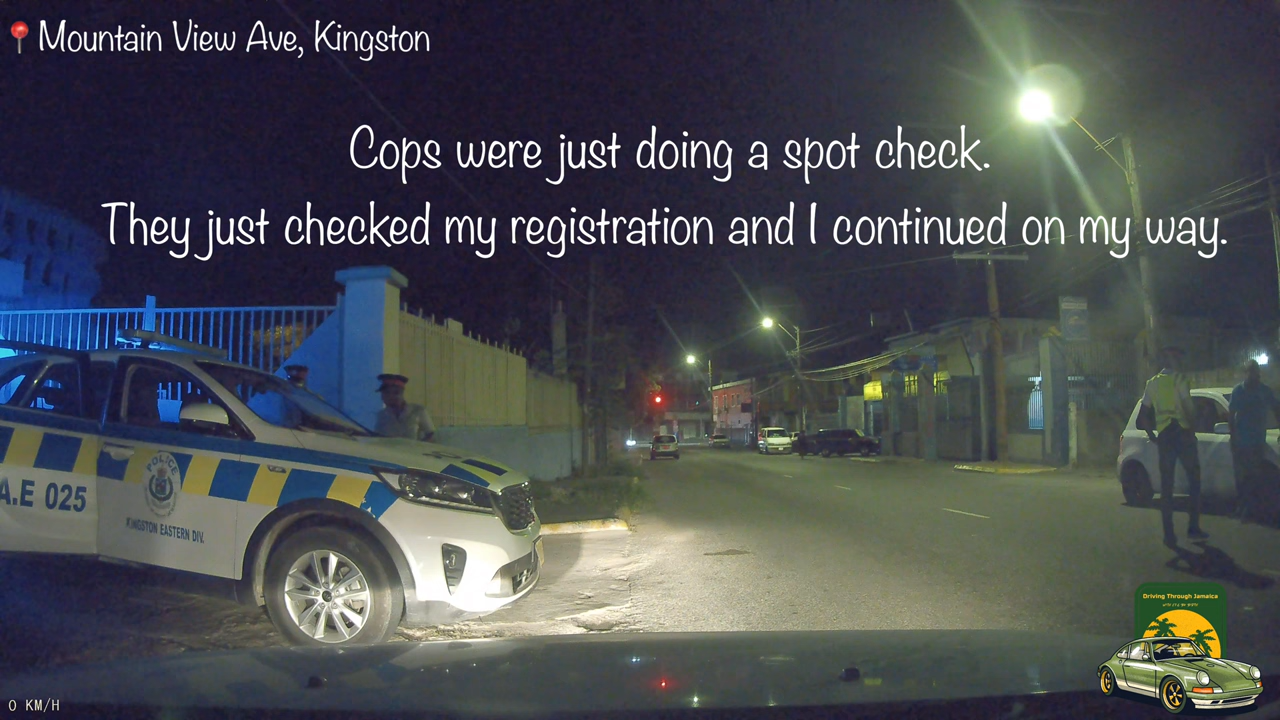 📍Mountain View Ave, Kingston
Cops were just doing a spot check.
They just checked my registration and I continued on my way.
A.E 025
POLICE
KINGSTON EASTERN DIV.
Driving Through Jamaica
0 KM/H